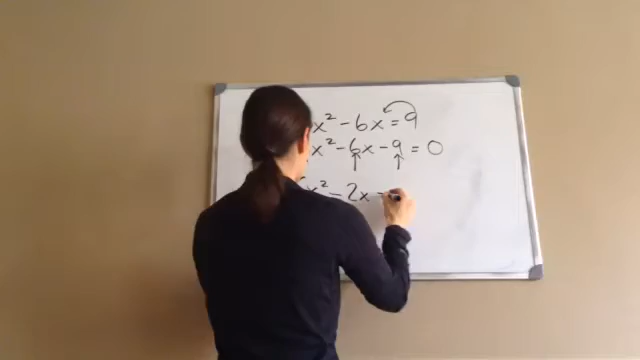 x² - 6x = 9
x² - 6x - 9 = 0
x² - 2x -